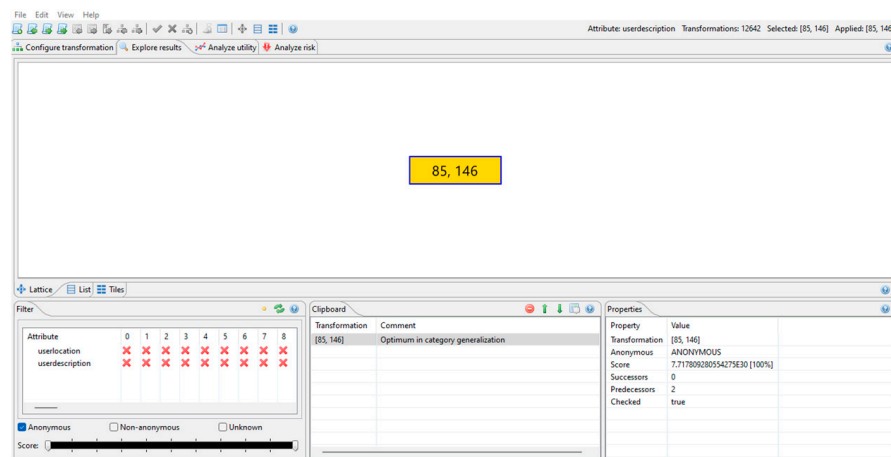 File Edit View Help
Attribute: userdescription Transformations: 12642 Selected: [85, 146] Applied: [85, 146
Configure transformation Explore results Analyze utility Analyze risk
85, 146
Lattice List Tiles
Filter Clipboard Properties
Attribute 0 1 2 3 4 5 6 7 8 Transformation Comment Property Value
userlocation [85, 146] Optimum in category generalization Transformation [85, 146]
userdescription Anonymous ANONYMOUS
Score 7.717809280554275E30 [100%]
Successors 0
Predecessors 2
Checked true
Anonymous Non-anonymous Unknown
Score: